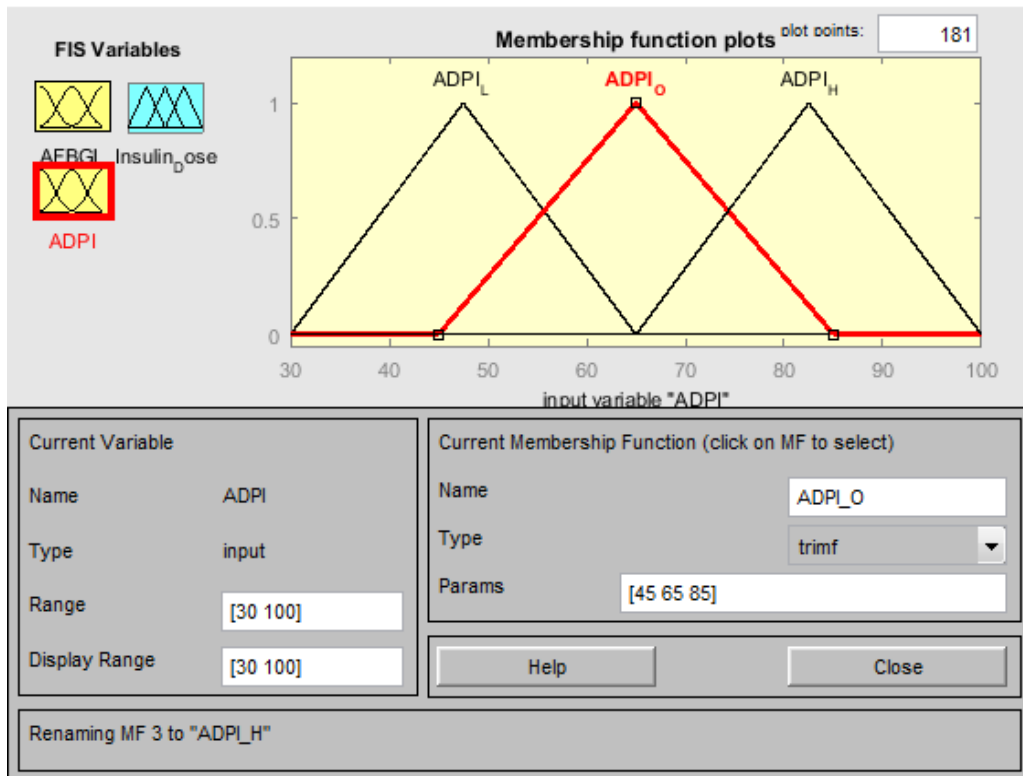 FIS Variables
Membership function plots
plot points:
181
AFBGL
Insulin_Dose
ADPI
ADPI_L
ADPI_O
ADPI_H
1
0.5
0
30 40 50 60 70 80 90 100
input variable "ADPI"
Current Variable
Name ADPI
Type input
Range [30 100]
Display Range [30 100]
Current Membership Function (click on MF to select)
Name ADPI_O
Type trimf
Params [45 65 85]
Help Close
Renaming MF 3 to "ADPI_H"